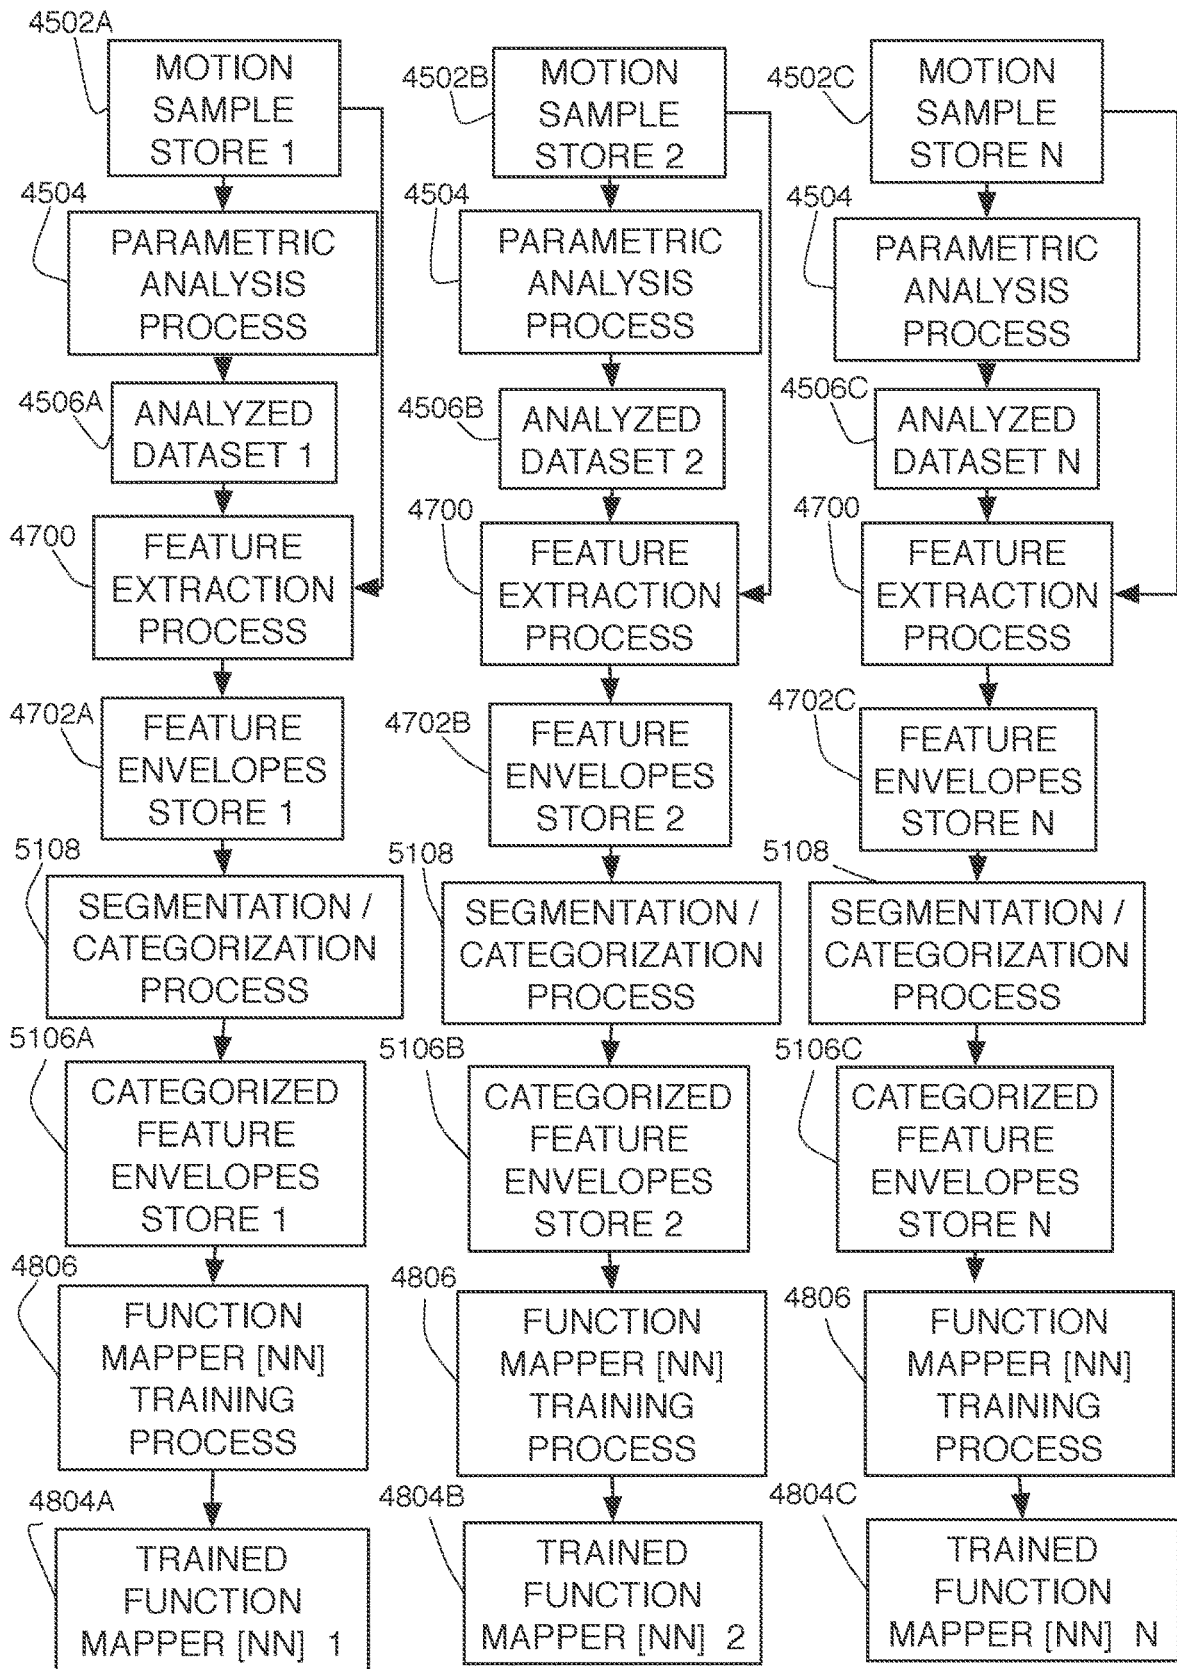 4502A
MOTION
SAMPLE
STORE 1
4504
PARAMETRIC
ANALYSIS
PROCESS
4506A
ANALYZED
DATASET 1
4700
FEATURE
EXTRACTION
PROCESS
4702A
FEATURE
ENVELOPES
STORE 1
5108
SEGMENTATION /
CATEGORIZATION
PROCESS
5106A
CATEGORIZED
FEATURE
ENVELOPES
STORE 1
4806
FUNCTION
MAPPER [NN]
TRAINING
PROCESS
4804A
TRAINED
FUNCTION
MAPPER [NN] 1
4502B
MOTION
SAMPLE
STORE 2
4504
PARAMETRIC
ANALYSIS
PROCESS
4506B
ANALYZED
DATASET 2
4700
FEATURE
EXTRACTION
PROCESS
4702B
FEATURE
ENVELOPES
STORE 2
5108
SEGMENTATION /
CATEGORIZATION
PROCESS
5106B
CATEGORIZED
FEATURE
ENVELOPES
STORE 2
4806
FUNCTION
MAPPER [NN]
TRAINING
PROCESS
4804B
TRAINED
FUNCTION
MAPPER [NN] 2
4502C
MOTION
SAMPLE
STORE N
4504
PARAMETRIC
ANALYSIS
PROCESS
4506C
ANALYZED
DATASET N
4700
FEATURE
EXTRACTION
PROCESS
4702C
FEATURE
ENVELOPES
STORE N
5108
SEGMENTATION /
CATEGORIZATION
PROCESS
5106C
CATEGORIZED
FEATURE
ENVELOPES
STORE N
4806
FUNCTION
MAPPER [NN]
TRAINING
PROCESS
4804C
TRAINED
FUNCTION
MAPPER [NN] N